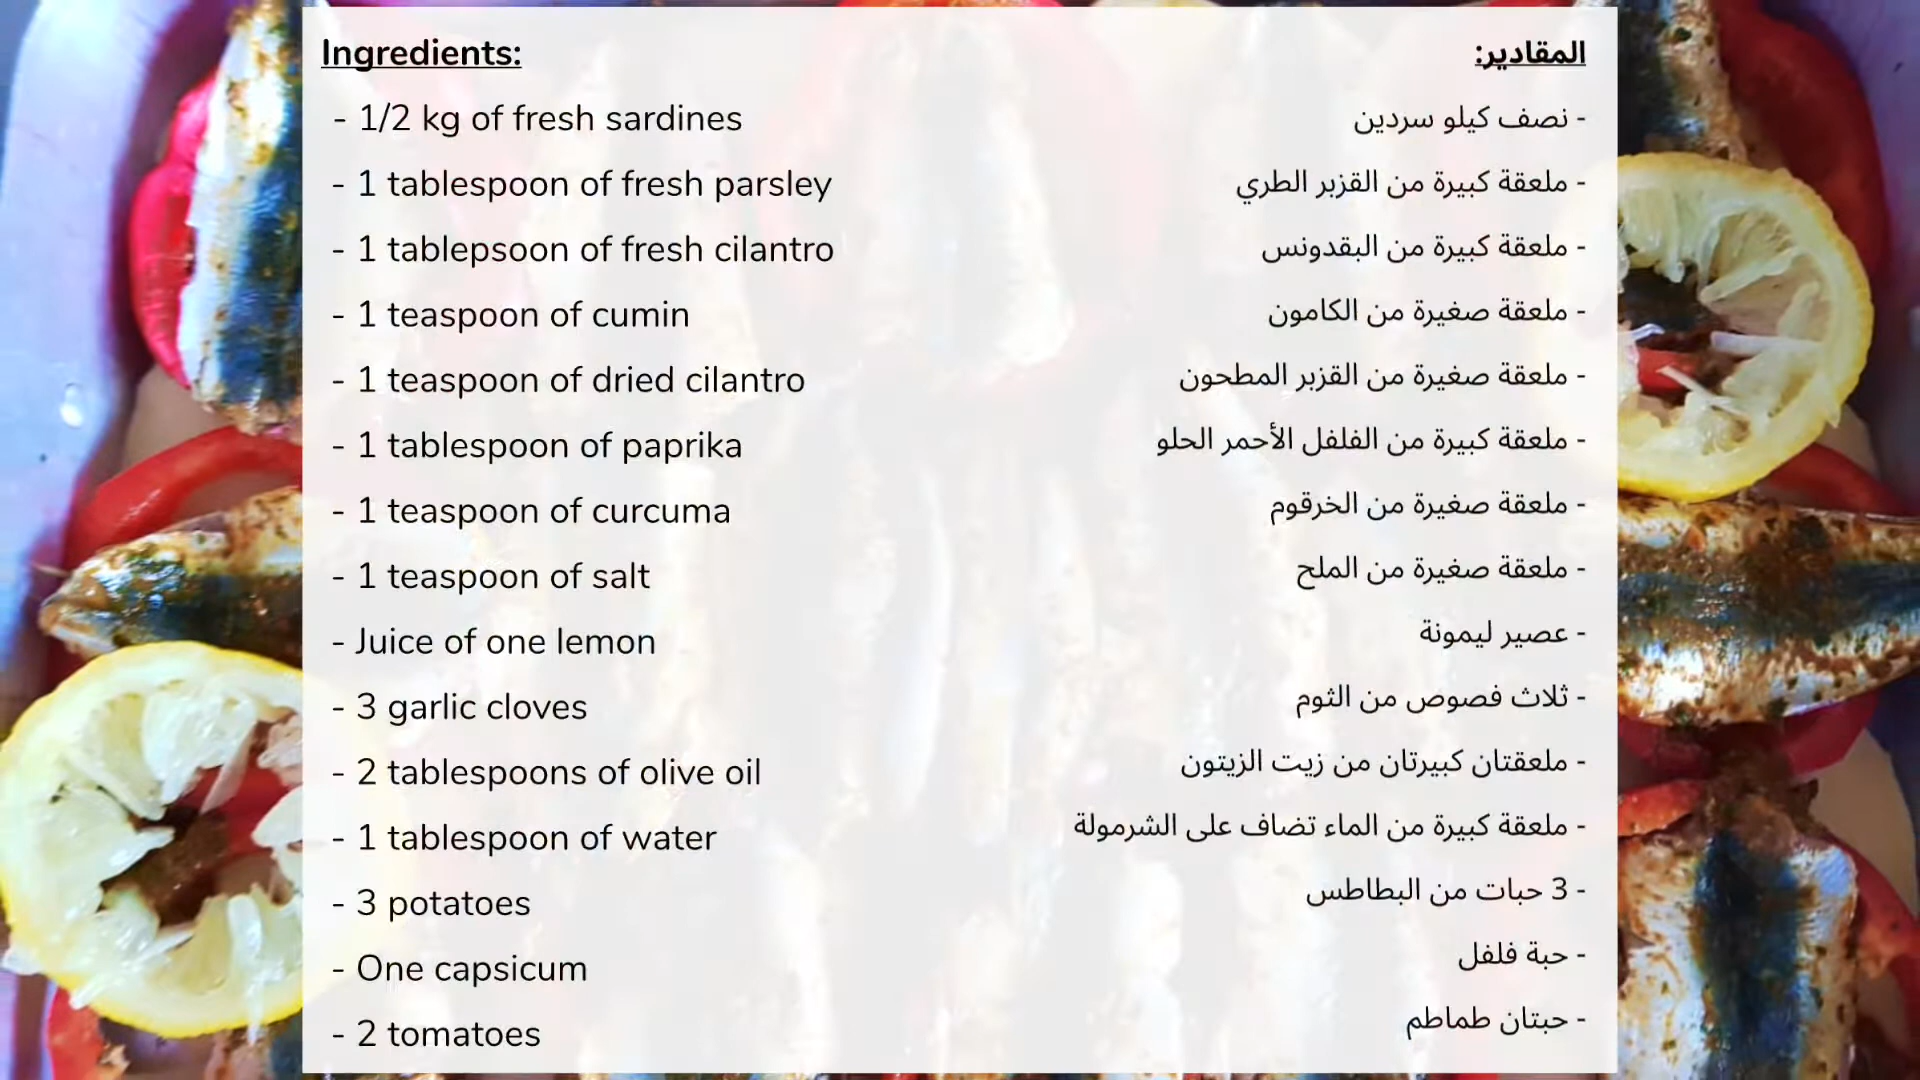 Ingredients:
- 1/2 kg of fresh sardines
- 1 tablespoon of fresh parsley
- 1 tablepsoon of fresh cilantro
- 1 teaspoon of cumin
- 1 teaspoon of dried cilantro
- 1 tablespoon of paprika
- 1 teaspoon of curcuma
- 1 teaspoon of salt
- Juice of one lemon
- 3 garlic cloves
- 2 tablespoons of olive oil
- 1 tablespoon of water
- 3 potatoes
- One capsicum
- 2 tomatoes
المقادير:
- نصف كيلو سردين
- ملعقة كبيرة من القزبر الطري
- ملعقة كبيرة من البقدونس
- ملعقة صغيرة من الكامون
- ملعقة صغيرة من القزبر المطحون
- ملعقة كبيرة من الفلفل الأحمر الحلو
- ملعقة صغيرة من الخرقوم
- ملعقة صغيرة من الملح
- عصير ليمونة
- ثلاث فصوص من الثوم
- ملعقتان كبيرتان من زيت الزيتون
- ملعقة كبيرة من الماء تضاف على الشرمولة
- 3 حبات من البطاطس
- حبة فلفل
- حبتان طماطم